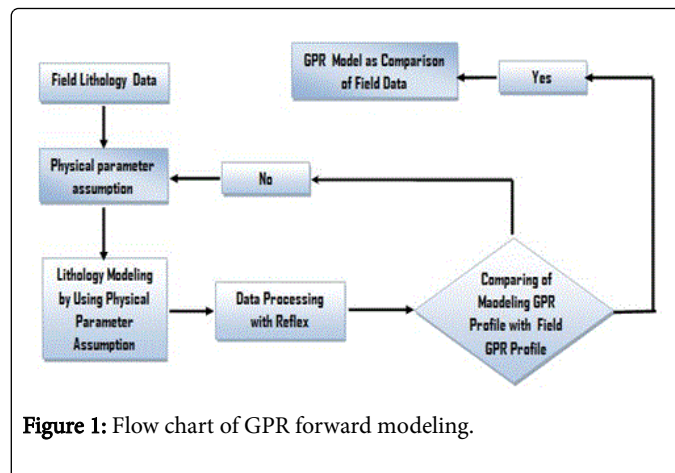 Field Lithology Data
GPR Model as Comparison
of Field Data
Yes
Physical parameter
assumption
No
Lithology Modeling
by Using Physical
Parameter
Assumption
Data Processing
with Reflex
Comparing of
Maodeling GPR
Profile with Field
GPR Profile
Figure 1: Flow chart of GPR forward modeling.